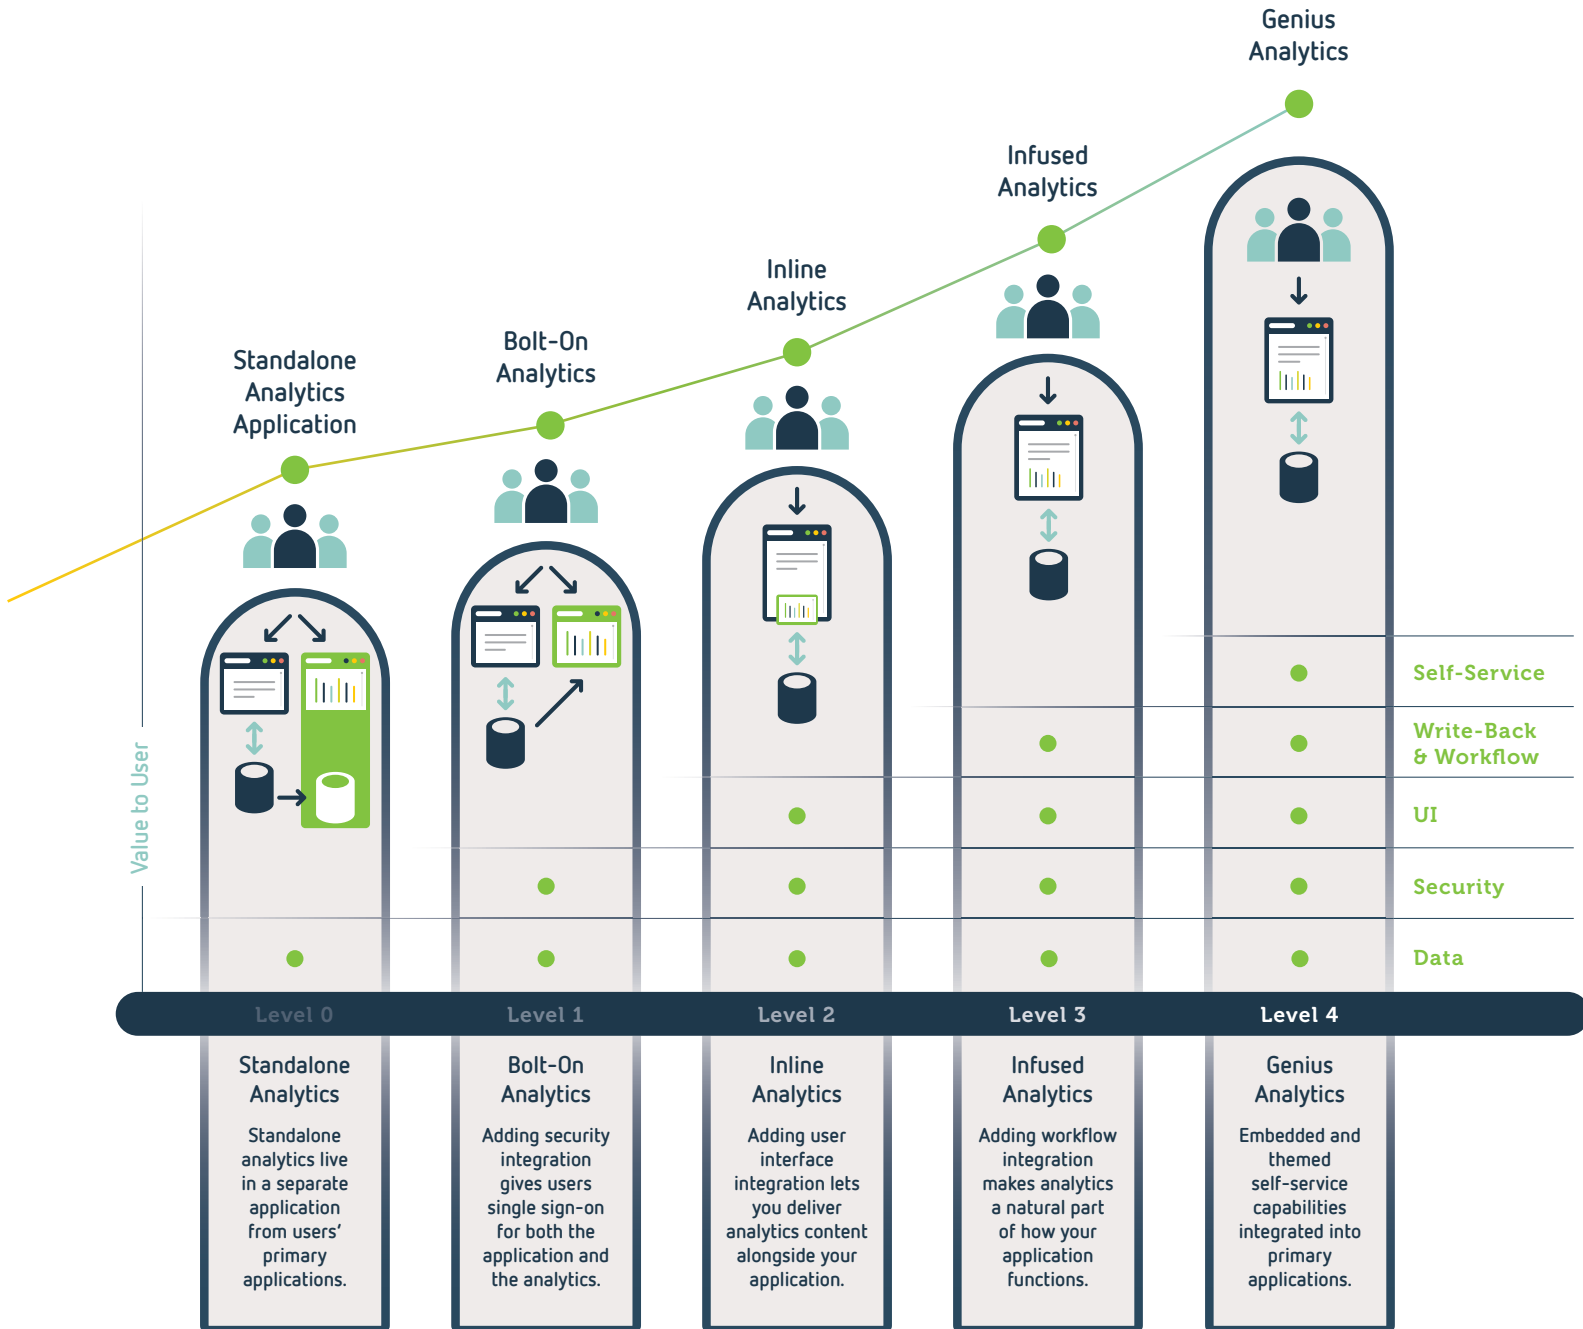 Genius
Analytics
Infused
Analytics
Inline
Analytics
Bolt-On
Analytics
Standalone
Analytics
Application
Value to User
Self-Service
Write-Back
& Workflow
UI
Security
Data
Level 0
Level 1
Level 2
Level 3
Level 4
Standalone
Analytics
Standalone
analytics live
in a separate
application
from users’
primary
applications.
Bolt-On
Analytics
Adding security
integration
gives users
single sign-on
for both the
application and
the analytics.
Inline
Analytics
Adding user
interface
integration lets
you deliver
analytics content
alongside your
application.
Infused
Analytics
Adding workflow
integration
makes analytics
a natural part
of how your
application
functions.
Genius
Analytics
Embedded and
themed
self-service
capabilities
integrated into
primary
applications.